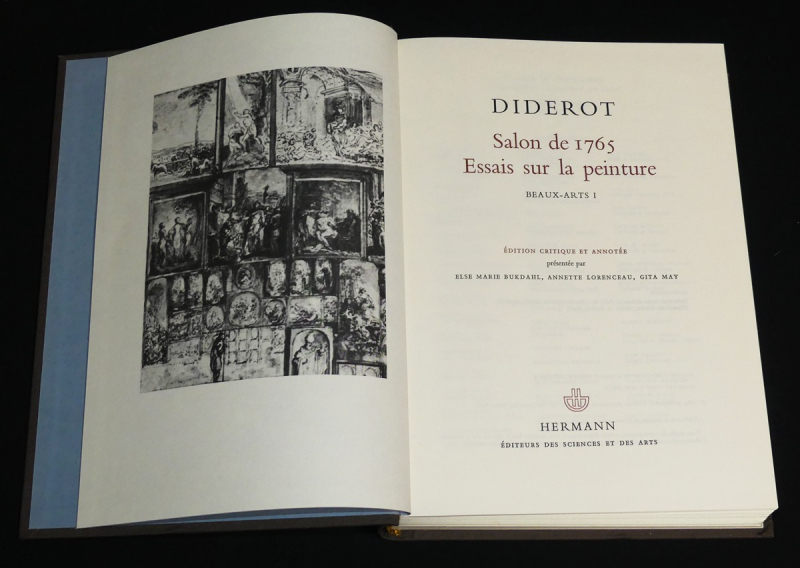 DIDEROT
Salon de 1765
Essais sur la peinture
BEAUX-ARTS I
ÉDITION CRITIQUE ET ANNOTÉE
présentée par
ELSE MARIE BUKDAHL, ANNETTE LORENCEAU, GITA MAY
HERMANN
ÉDITEURS DES SCIENCES ET DES ARTS